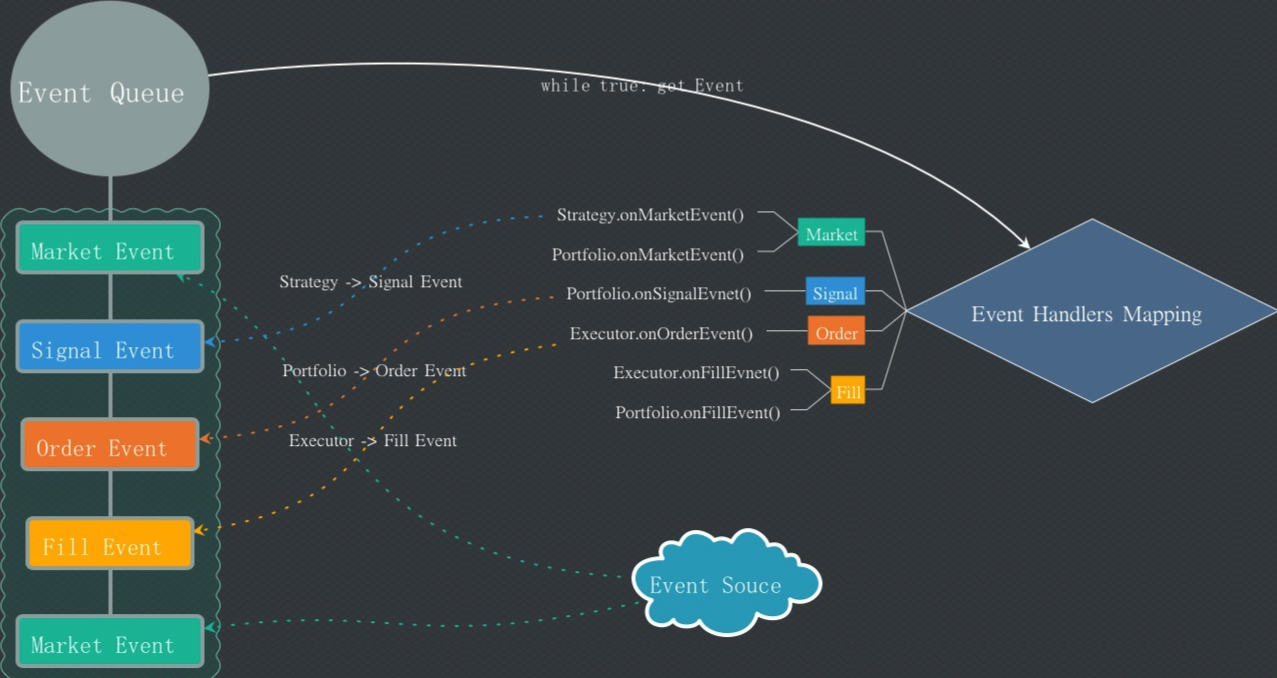 Event Queue
while true: get Event
Market Event
Signal Event
Order Event
Fill Event
Market Event
Strategy -> Signal Event
Portfolio -> Order Event
Executor -> Fill Event
Strategy.onMarketEvent()
Portfolio.onMarketEvent()
Portfolio.onSignalEvnet()
Executor.onOrderEvent()
Executor.onFillEvnet()
Portfolio.onFillEvent()
Market
Signal
Order
Fill
Event Handlers Mapping
Event Souce